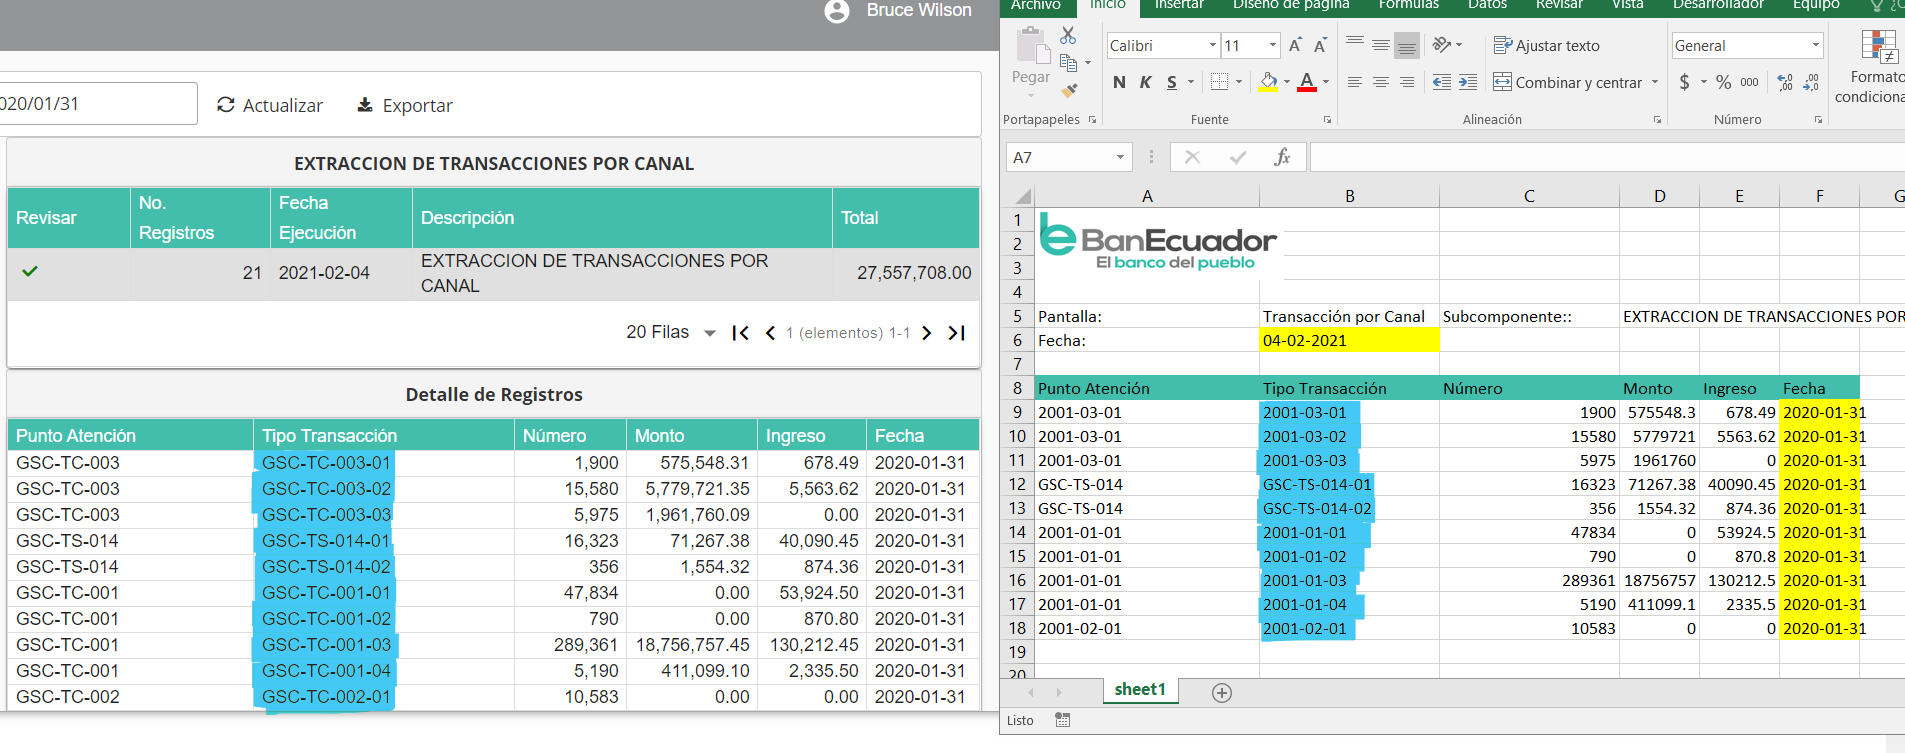 Bruce Wilson
020/01/31 Actualizar Exportar
EXTRACCION DE TRANSACCIONES POR CANAL
Revisar No. Registros Fecha Ejecución Descripción Total
21 2021-02-04 EXTRACCION DE TRANSACCIONES POR CANAL 27,557,708.00
20 Filas 1 (elementos) 1-1
Detalle de Registros
Punto Atención Tipo Transacción Número Monto Ingreso Fecha
GSC-TC-003 GSC-TC-003-01 1,900 575,548.31 678.49 2020-01-31
GSC-TC-003 GSC-TC-003-02 15,580 5,779,721.35 5,563.62 2020-01-31
GSC-TC-003 GSC-TC-003-03 5,975 1,961,760.09 0.00 2020-01-31
GSC-TS-014 GSC-TS-014-01 16,323 71,267.38 40,090.45 2020-01-31
GSC-TS-014 GSC-TS-014-02 356 1,554.32 874.36 2020-01-31
GSC-TC-001 GSC-TC-001-01 47,834 0.00 53,924.50 2020-01-31
GSC-TC-001 GSC-TC-001-02 790 0.00 870.80 2020-01-31
GSC-TC-001 GSC-TC-001-03 289,361 18,756,757.45 130,212.45 2020-01-31
GSC-TC-001 GSC-TC-001-04 5,190 411,099.10 2,335.50 2020-01-31
GSC-TC-002 GSC-TC-002-01 10,583 0.00 0.00 2020-01-31
Archivo Inicio Insertar Diseño de página Fórmulas Datos Revisar Vista Desarrollador Equipo
Pegar Calibri 11 A A Ajustar texto General
N K S A Combinar y centrar $ % 000 Formato condiciona
Portapapeles Fuente Alineación Número
A7 fx
A B C D E F G
1
2 BanEcuador
3 El banco del pueblo
4
5 Pantalla: Transacción por Canal Subcomponente:: EXTRACCION DE TRANSACCIONES POR
6 Fecha: 04-02-2021
7
8 Punto Atención Tipo Transacción Número Monto Ingreso Fecha
9 2001-03-01 2001-03-01 1900 575548.3 678.49 2020-01-31
10 2001-03-01 2001-03-02 15580 5779721 5563.62 2020-01-31
11 2001-03-01 2001-03-03 5975 1961760 0 2020-01-31
12 GSC-TS-014 GSC-TS-014-01 16323 71267.38 40090.45 2020-01-31
13 GSC-TS-014 GSC-TS-014-02 356 1554.32 874.36 2020-01-31
14 2001-01-01 2001-01-01 47834 0 53924.5 2020-01-31
15 2001-01-01 2001-01-02 790 0 870.8 2020-01-31
16 2001-01-01 2001-01-03 289361 18756757 130212.5 2020-01-31
17 2001-01-01 2001-01-04 5190 411099.1 2335.5 2020-01-31
18 2001-02-01 2001-02-01 10583 0 0 2020-01-31
19
20
sheet1
Listo